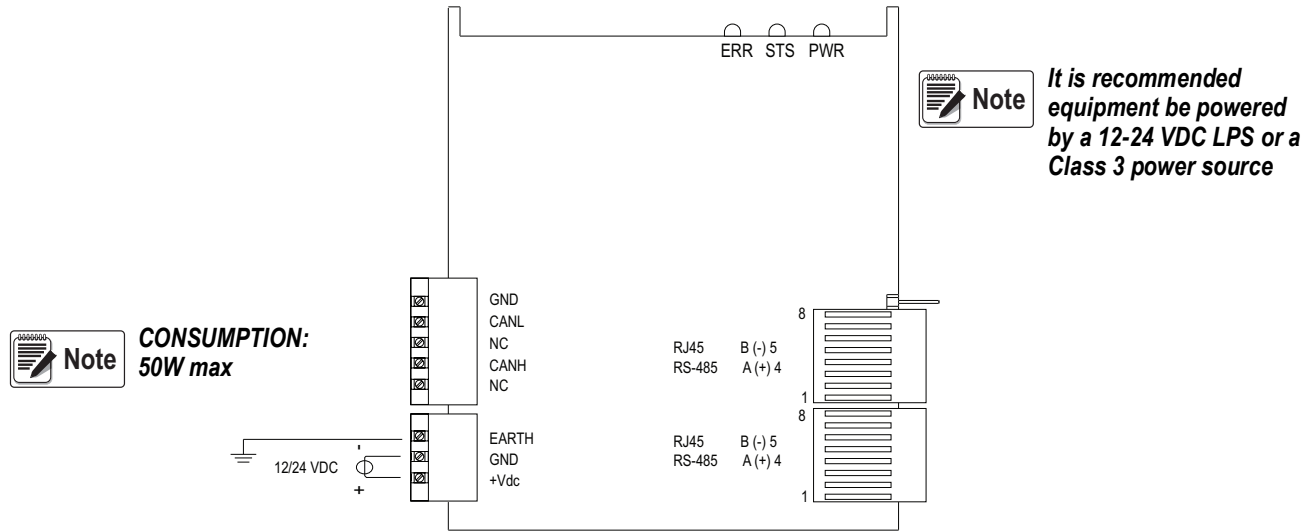 ERR STS PWR
Note
It is recommended
equipment be powered
by a 12-24 VDC LPS or a
Class 3 power source
Note
CONSUMPTION:
50W max
GND
CANL
NC
CANH
NC
EARTH
GND
+Vdc
-
12/24 VDC
+
8
RJ45 B (-) 5
RS-485 A (+) 4
1
8
RJ45 B (-) 5
RS-485 A (+) 4
1